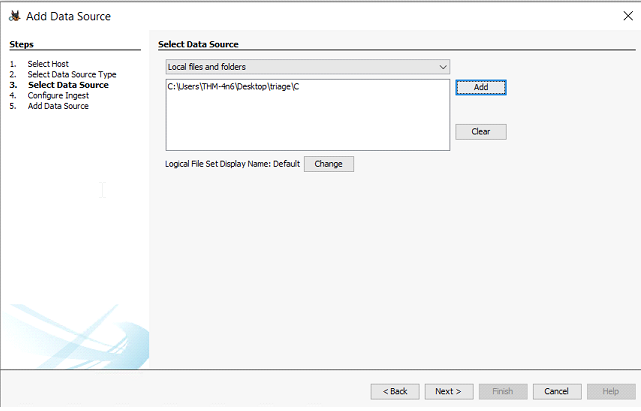 Add Data Source
Steps
1. Select Host
2. Select Data Source Type
3. Select Data Source
4. Configure Ingest
5. Add Data Source
Select Data Source
Local files and folders
C:\Users\THM-4n6\Desktop\triage\C
Add
Clear
Logical File Set Display Name: Default Change
< Back Next > Finish Cancel Help